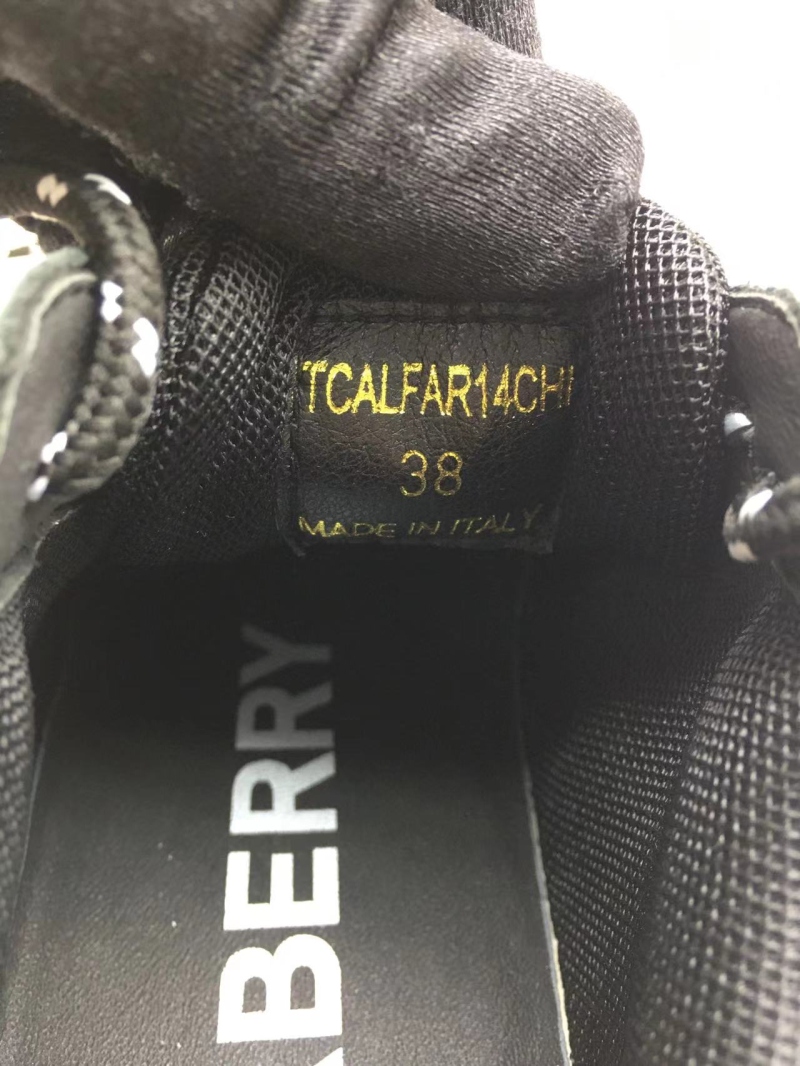 TCALFAR14CHI
38
MADE IN ITALY
BERRY